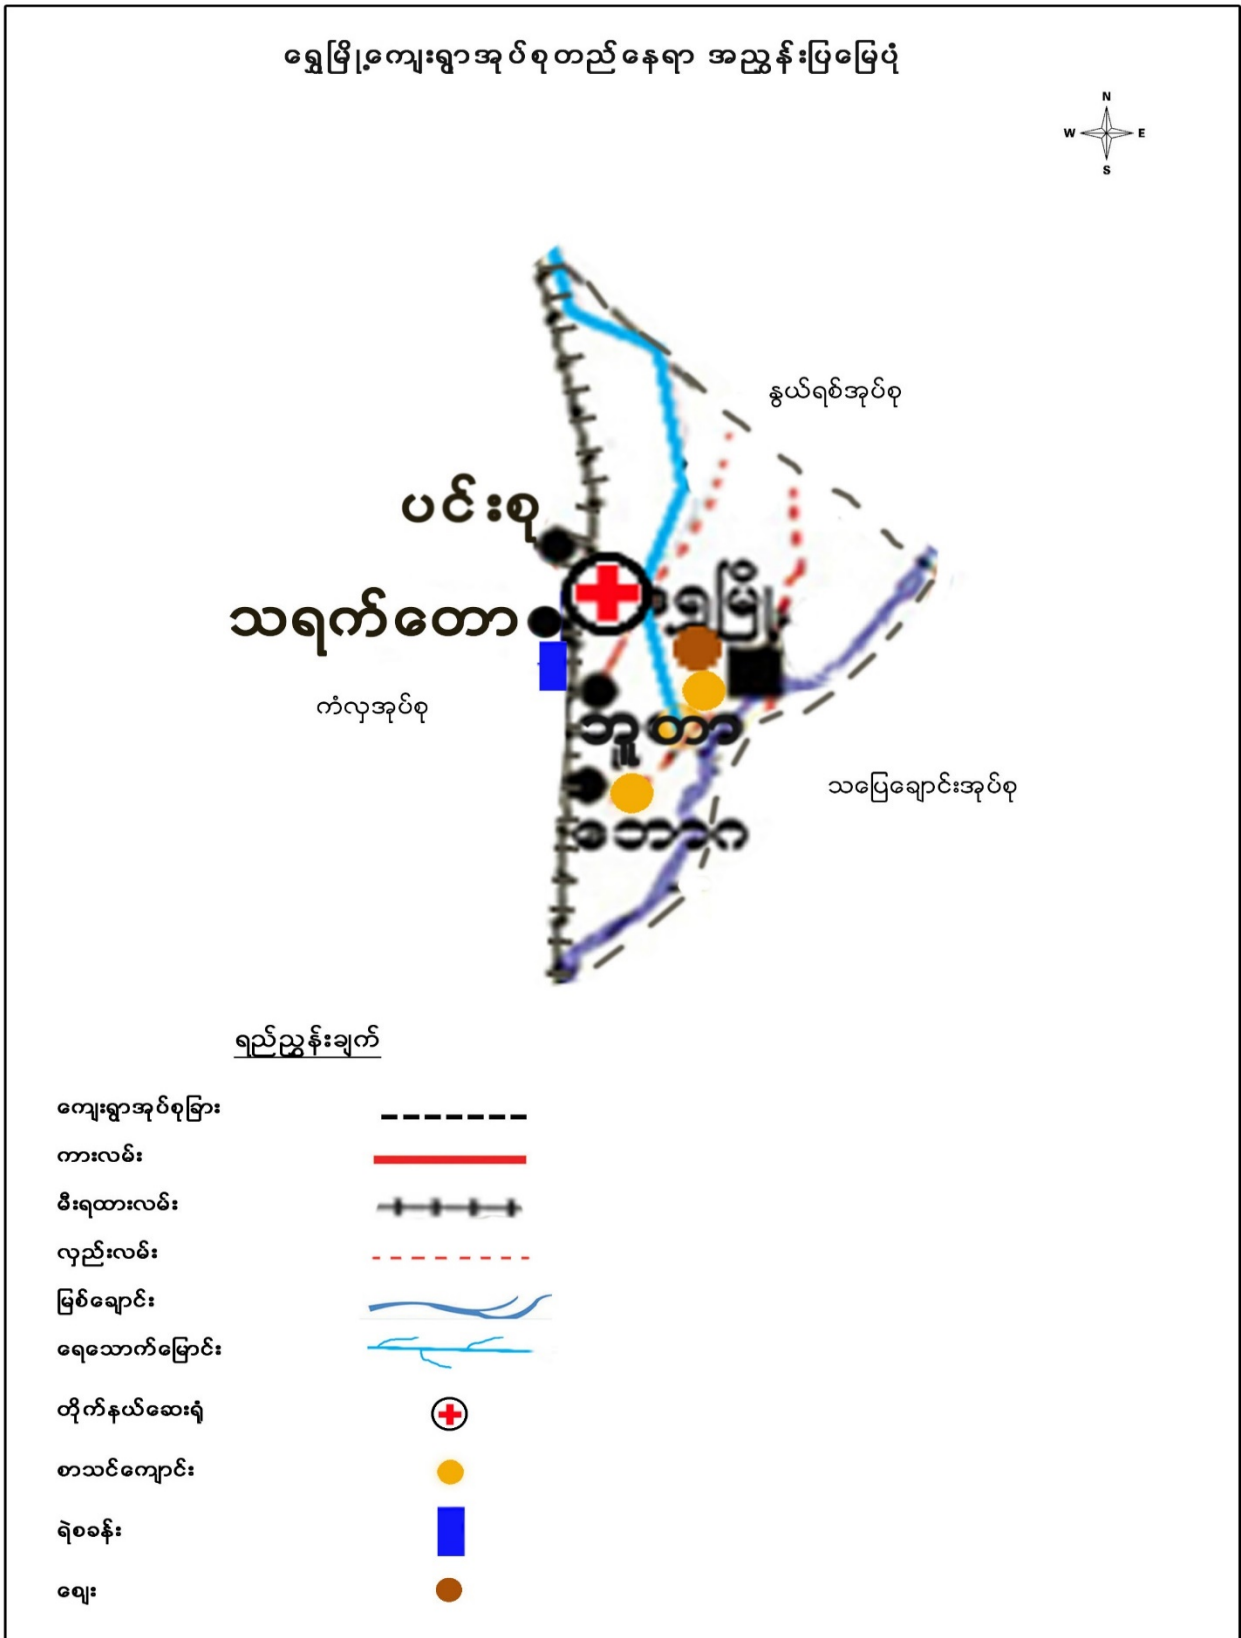 ရွှေမြို့ကျေးရွာအုပ်စုတည်နေရာ အညွှန်းပြမြေပုံ
N
W E
S
နွယ်ရစ်အုပ်စု
ပင်းစု
ရွှေမြို့
သရက်တော
ကံလှအုပ်စု
ဘူတာ
သပြေချောင်းအုပ်စု
ဘောဂ
ရည်ညွှန်းချက်
ကျေးရွာအုပ်စုခြား
ကားလမ်း
မီးရထားလမ်း
လှည်းလမ်း
မြစ်ချောင်း
ရေသောက်မြောင်း
တိုက်နယ်ဆေးရုံ
စာသင်ကျောင်း
ရဲစခန်း
ဈေး